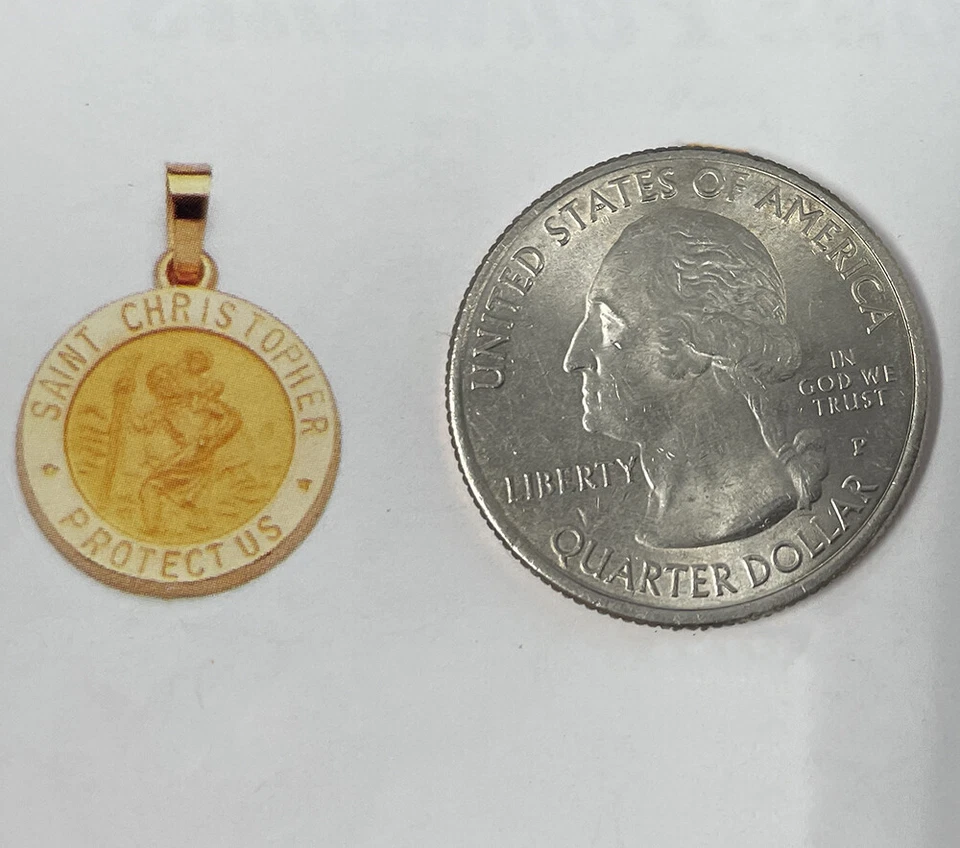 SAINT CHRISTOPHER
PROTECT US
UNITED STATES OF AMERICA
LIBERTY
IN
GOD WE
TRUST
P
QUARTER DOLLAR